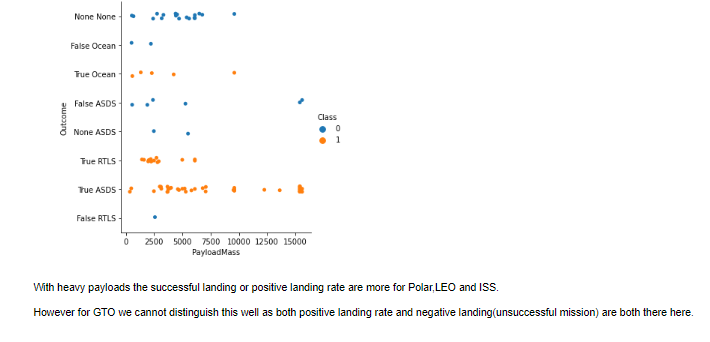 None None
False Ocean
True Ocean
False ASDS
None ASDS
True RTLS
True ASDS
False RTLS
Outcome
0 2500 5000 7500 10000 12500 15000
PayloadMass
Class
0
1
With heavy payloads the successful landing or positive landing rate are more for Polar,LEO and ISS.
However for GTO we cannot distinguish this well as both positive landing rate and negative landing(unsuccessful mission) are both there here.